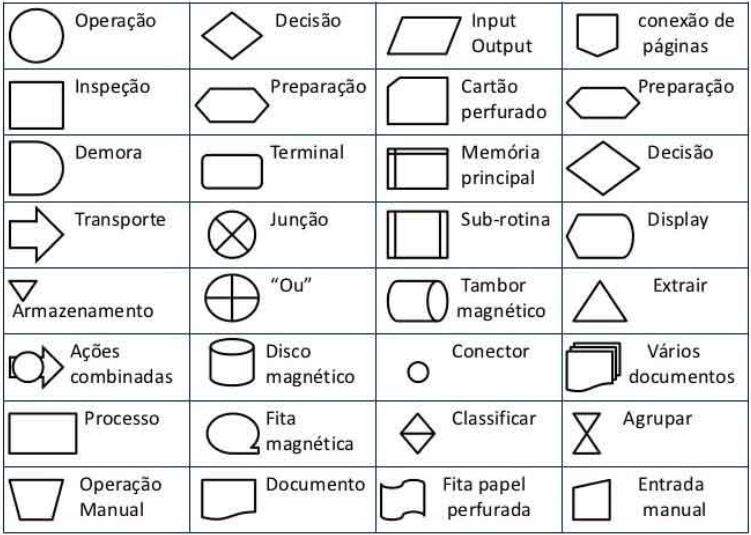 Operação
Decisão
Input
Output
conexão de
páginas
Inspeção
Preparação
Cartão
perfurado
Preparação
Demora
Terminal
Memória
principal
Decisão
Transporte
Junção
Sub-rotina
Display
Armazenamento
“Ou”
Tambor
magnético
Extrair
Ações
combinadas
Disco
magnético
Conector
Vários
documentos
Processo
Fita
magnética
Classificar
Agrupar
Operação
Manual
Documento
Fita papel
perfurada
Entrada
manual